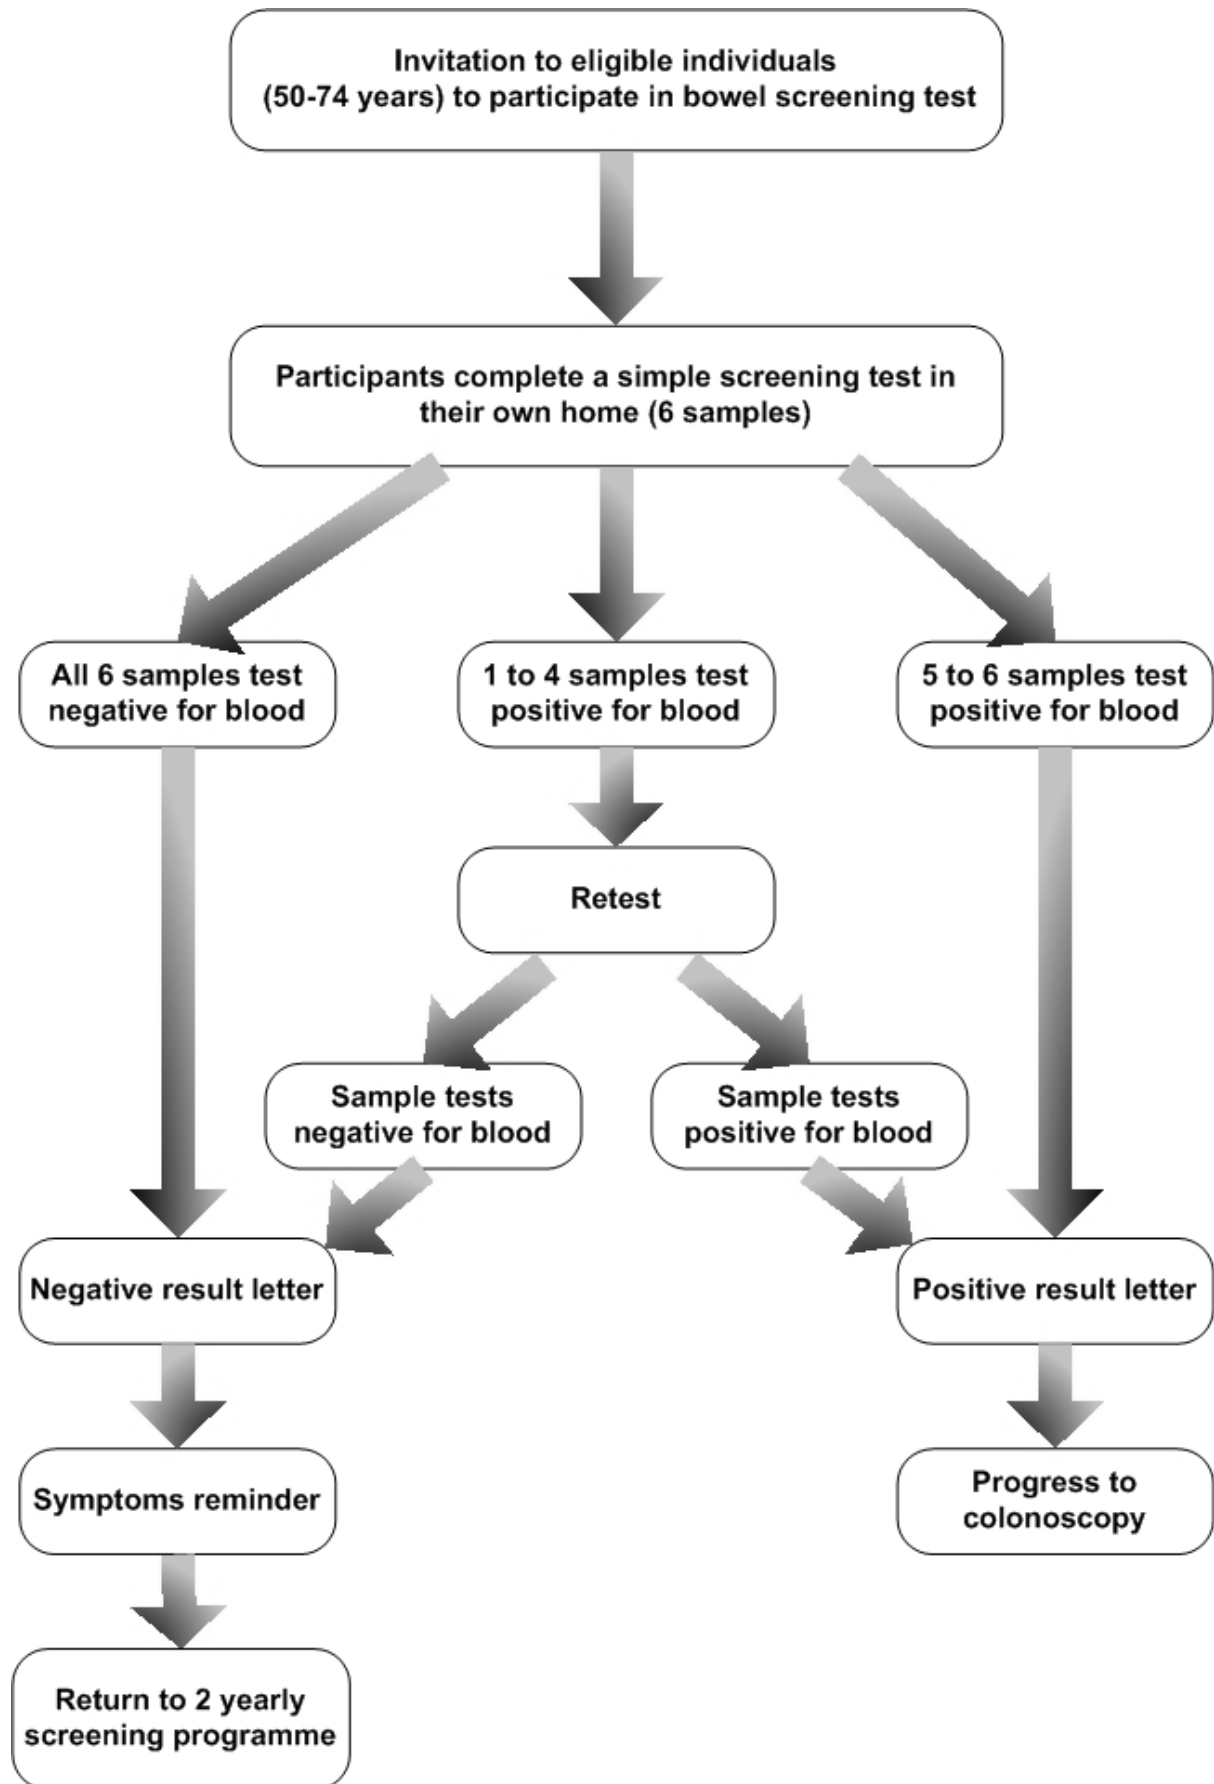 Invitation to eligible individuals
(50-74 years) to participate in bowel screening test
Participants complete a simple screening test in
their own home (6 samples)
All 6 samples test
negative for blood
1 to 4 samples test
positive for blood
5 to 6 samples test
positive for blood
Retest
Sample tests
negative for blood
Sample tests
positive for blood
Negative result letter
Positive result letter
Symptoms reminder
Progress to
colonoscopy
Return to 2 yearly
screening programme